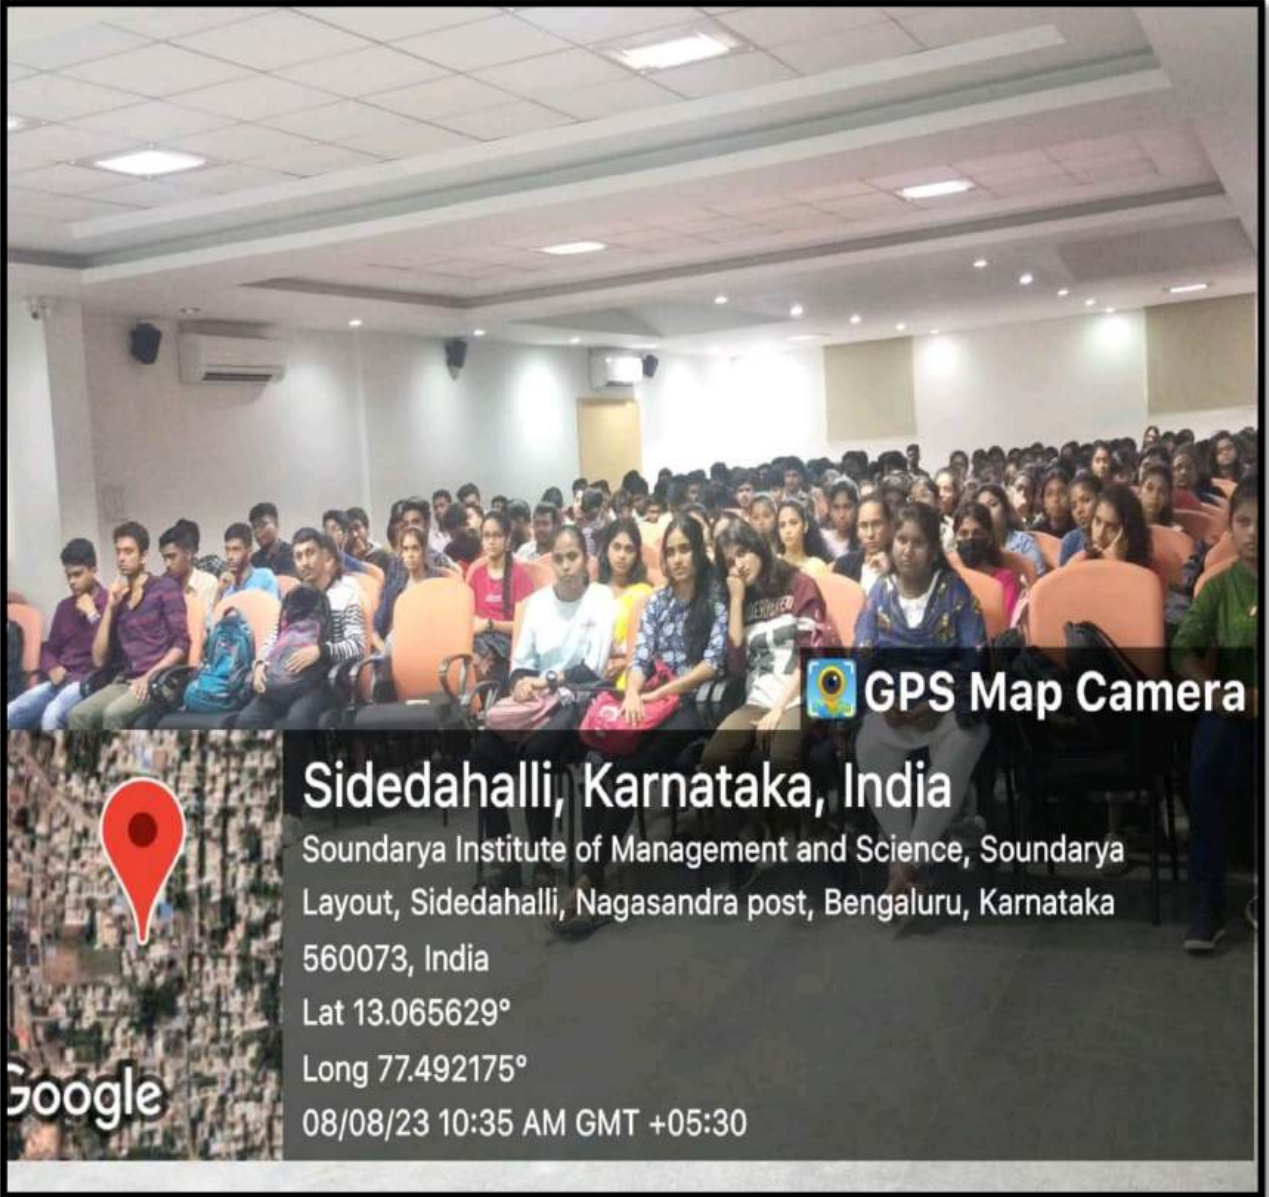 GPS Map Camera
Sidedahalli, Karnataka, India
Soundarya Institute of Management and Science, Soundarya
Layout, Sidedahalli, Nagasandra post, Bengaluru, Karnataka
560073, India
Lat 13.065629°
Long 77.492175°
08/08/23 10:35 AM GMT +05:30
Google